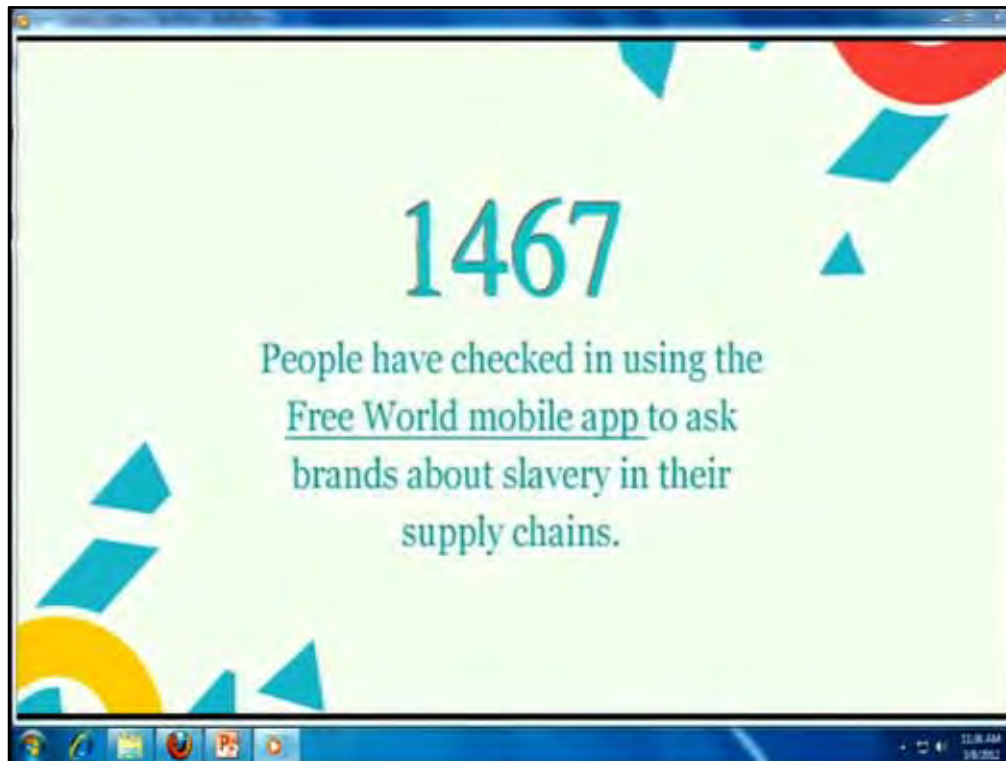 1467
People have checked in using the
Free World mobile app to ask
brands about slavery in their
supply chains.